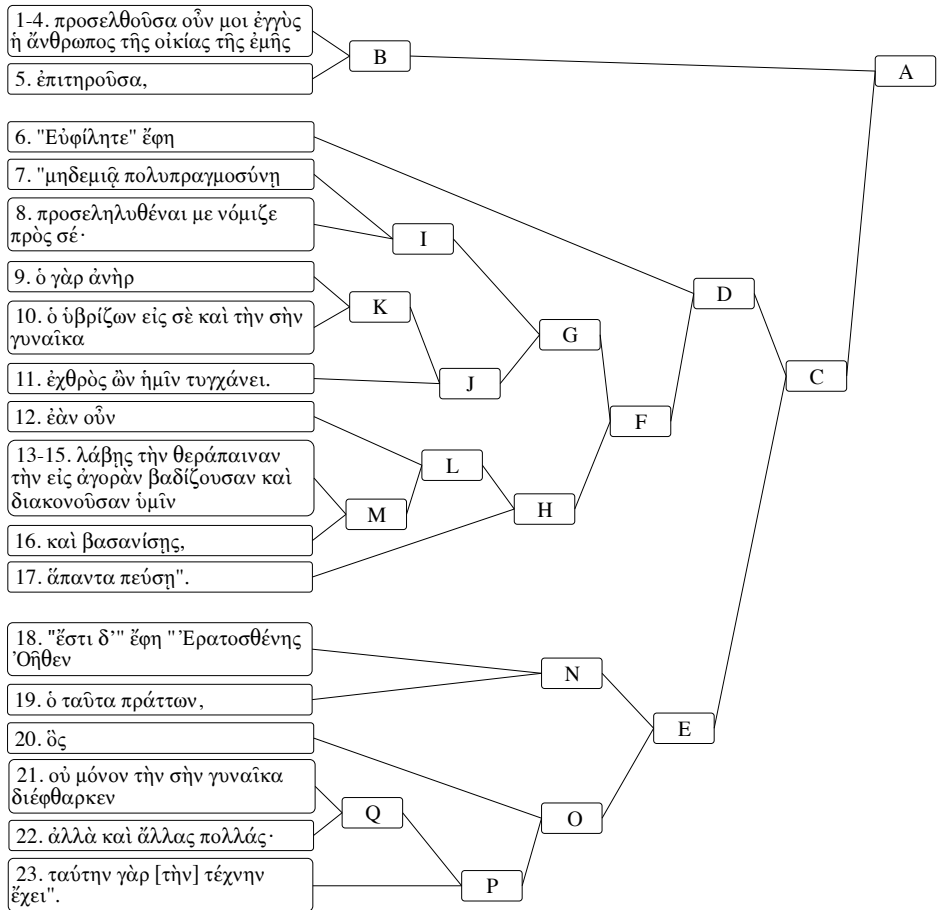 1-4. προσελθοῦσα οὖν μοι ἐγγὺς
ἡ ἄνθρωπος τῆς οἰκίας τῆς ἐμῆς
B
A
5. ἐπιτηροῦσα,
6. "Εὐφίλητε" ἔφη
7. "μηδεμιᾷ πολυπραγμοσύνῃ
8. προσεληλυθέναι με νόμιζε
πρὸς σέ·
I
9. ὁ γὰρ ἀνὴρ
D
K
10. ὁ ὑβρίζων εἰς σὲ καὶ τὴν σὴν
γυναῖκα
G
11. ἐχθρὸς ὢν ἡμῖν τυγχάνει.
J
C
12. ἐὰν οὖν
F
13-15. λάβῃς τὴν θεράπαιναν
τὴν εἰς ἀγορὰν βαδίζουσαν καὶ
διακονοῦσαν ὑμῖν
L
M
H
16. καὶ βασανίσῃς,
17. ἅπαντα πεύσῃ".
18. "ἔστι δ’" ἔφη "Ἐρατοσθένης
Ὀῆθεν
N
19. ὁ ταῦτα πράττων,
E
20. ὃς
21. οὐ μόνον τὴν σὴν γυναῖκα
διέφθαρκεν
Q
O
22. ἀλλὰ καὶ ἄλλας πολλάς·
23. ταύτην γὰρ [τὴν] τέχνην
ἔχει".
P